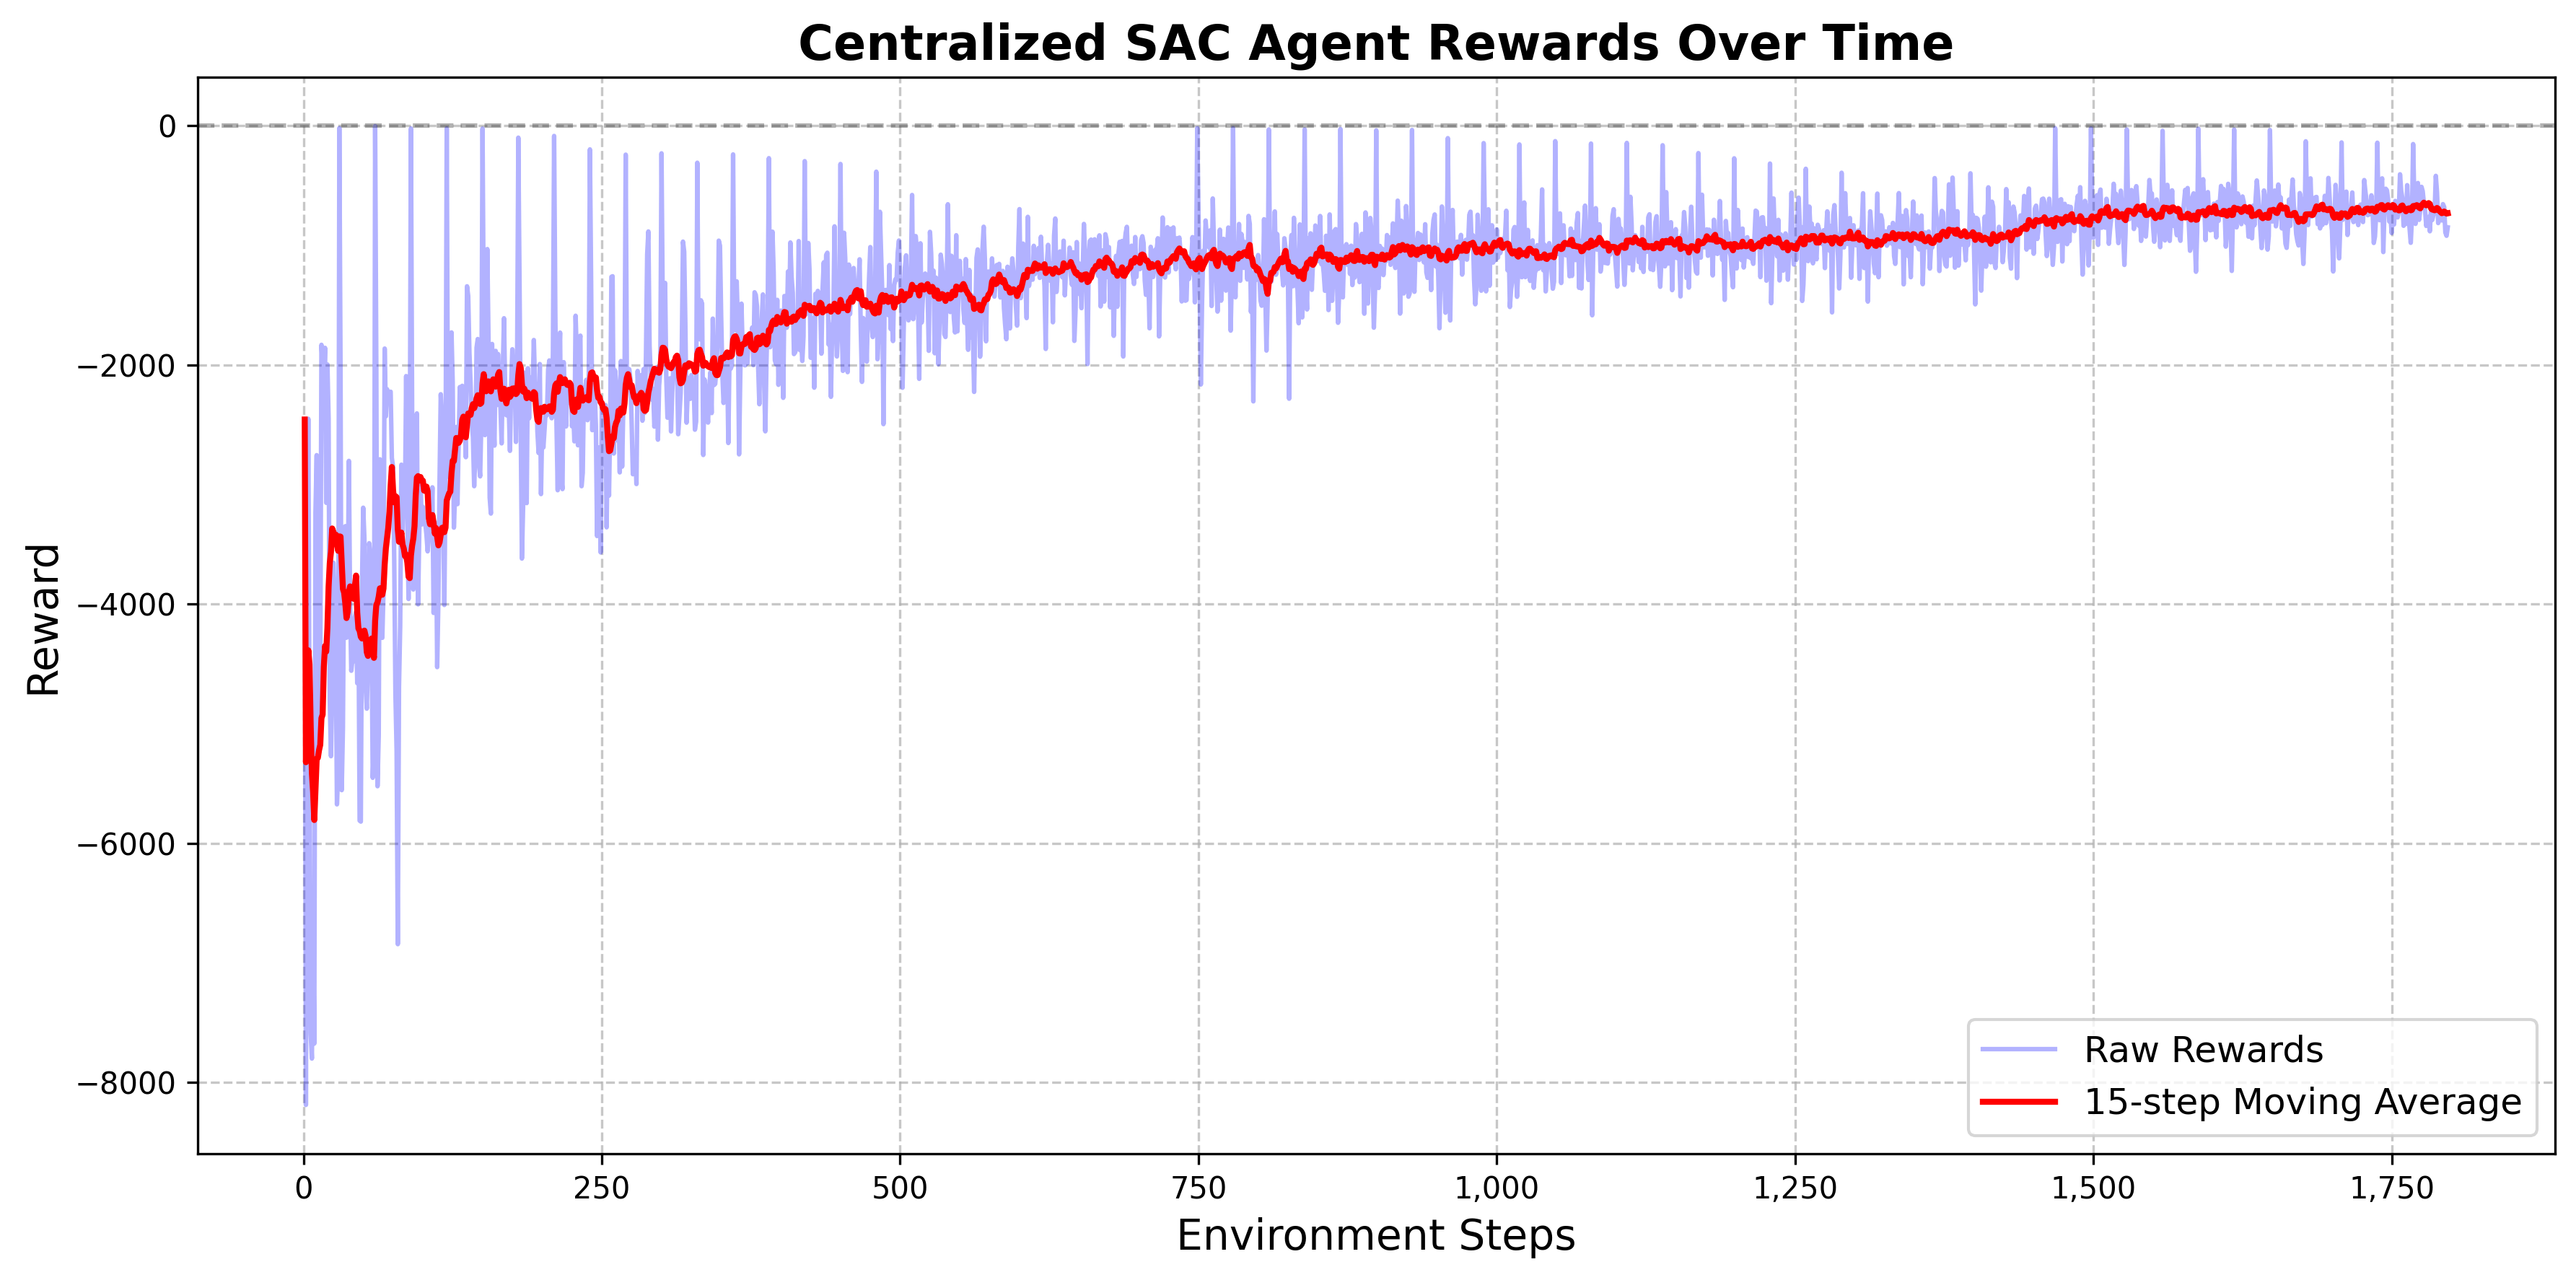 Centralized SAC Agent Rewards Over Time
0
−2000
−4000
−6000
−8000
Reward
0 250 500 750 1,000 1,250 1,500 1,750
Environment Steps
Raw Rewards
15-step Moving Average